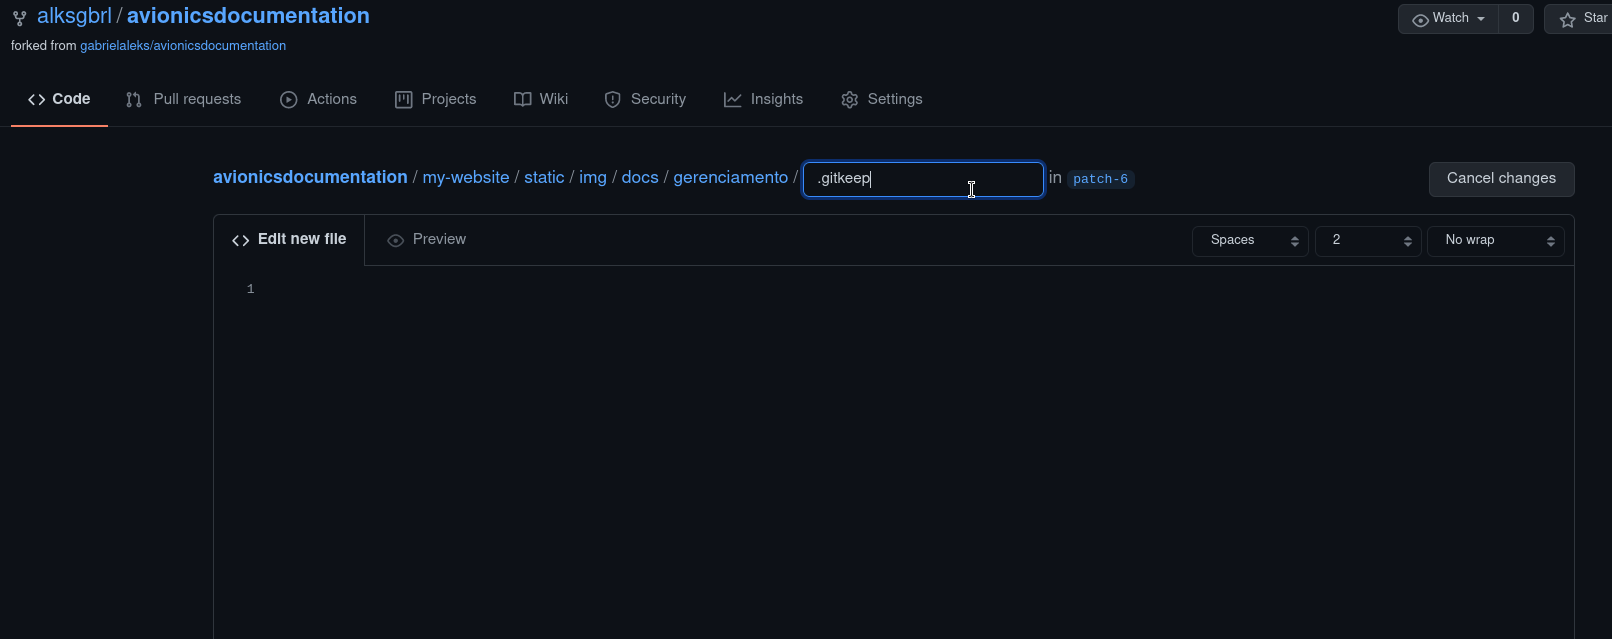 alksgbrl / avionicsdocumentation
Watch 0 Star
forked from gabrielaleks/avionicsdocumentation
Code Pull requests Actions Projects Wiki Security Insights Settings
avionicsdocumentation / my-website / static / img / docs / gerenciamento / .gitkeep in patch-6 Cancel changes
Edit new file Preview Spaces 2 No wrap
1